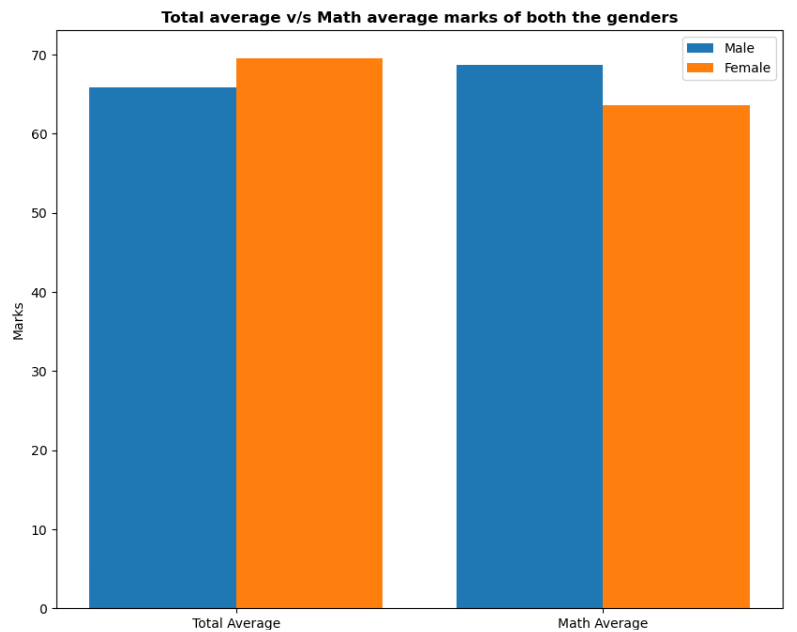 Total average v/s Math average marks of both the genders
Male
Female
Marks
70
60
50
40
30
20
10
0
Total Average
Math Average